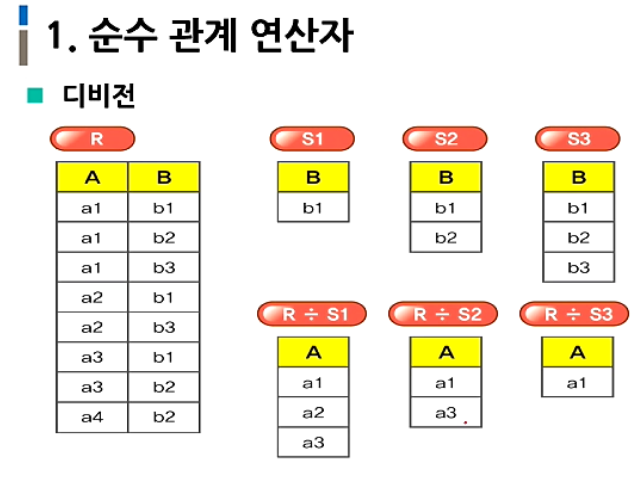 1. 순수 관계 연산자
디비전
R
A B
a1 b1
a1 b2
a1 b3
a2 b1
a2 b3
a3 b1
a3 b2
a4 b2
S1
B
b1
S2
B
b1
b2
S3
B
b1
b2
b3
R ÷ S1
A
a1
a2
a3
R ÷ S2
A
a1
a3
R ÷ S3
A
a1